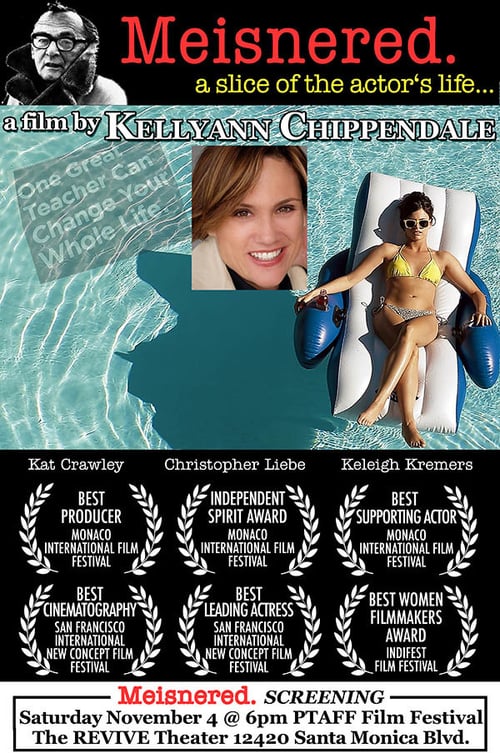 Meisnered.
a slice of the actor's life...
a film by KELLYANN CHIPPENDALE
One Great
Teacher Can
Change Your
Whole Life
Kat Crawley
Christopher Liebe
Keleigh Kremers
BEST
PRODUCER
MONACO
INTERNATIONAL FILM
FESTIVAL
INDEPENDENT
SPIRIT AWARD
MONACO
INTERNATIONAL FILM
FESTIVAL
BEST
SUPPORTING ACTOR
MONACO
INTERNATIONAL FILM
FESTIVAL
BEST
CINEMATOGRAPHY
SAN FRANCISCO
INTERNATIONAL
NEW CONCEPT FILM
FESTIVAL
BEST
LEADING ACTRESS
SAN FRANCISCO
INTERNATIONAL
NEW CONCEPT FILM
FESTIVAL
BEST WOMEN
FILMMAKERS
AWARD
INDIFEST
FILM FESTIVAL
Meisnered. SCREENING
Saturday November 4 @ 6pm PTAFF Film Festival
The REVIVE Theater 12420 Santa Monica Blvd.